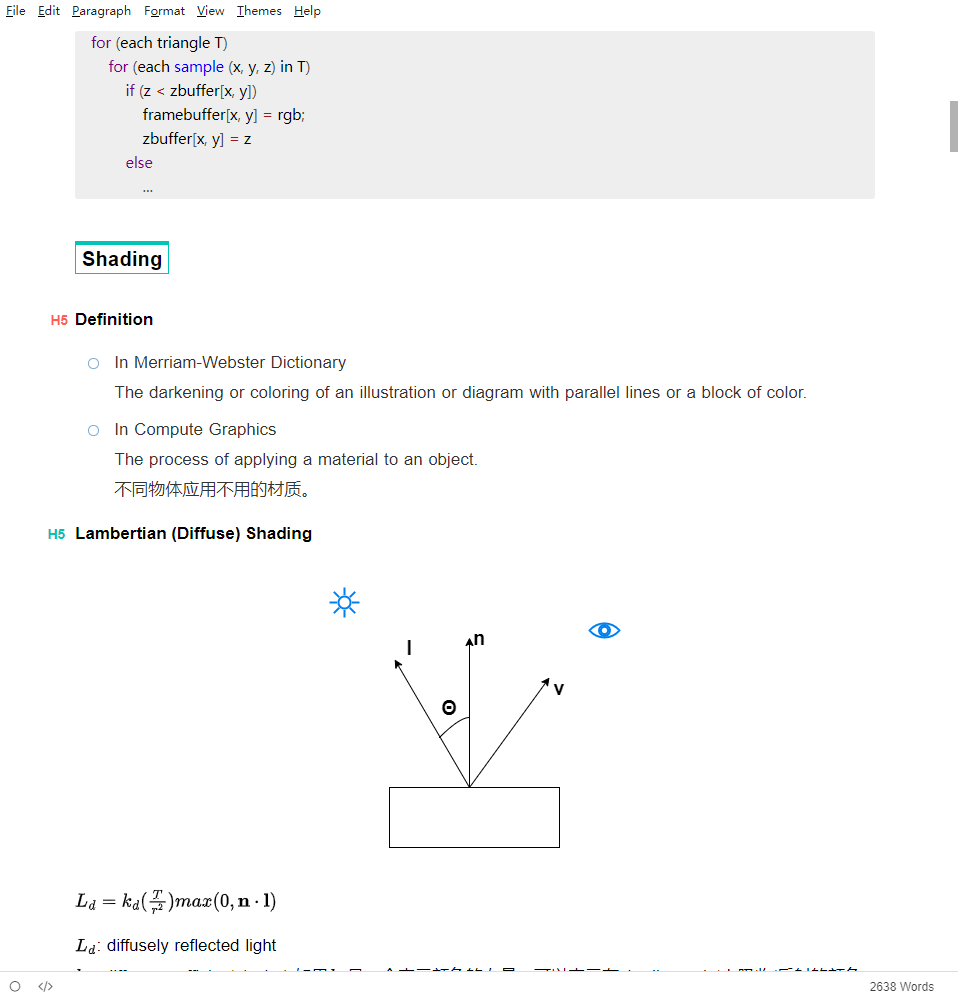 File Edit Paragraph Format View Themes Help
for (each triangle T)
for (each sample (x, y, z) in T)
if (z < zbuffer[x, y])
framebuffer[x, y] = rgb;
zbuffer[x, y] = z
else
...
Shading
H5 Definition
In Merriam-Webster Dictionary
The darkening or coloring of an illustration or diagram with parallel lines or a block of color.
In Compute Graphics
The process of applying a material to an object.
不同物体应用不用的材质。
H5 Lambertian (Diffuse) Shading
l
n
v
Θ
L_d = k_d(\frac{T}{r^2})max(0, n · l)
L_d: diffusely reflected light
</> 2638 Words